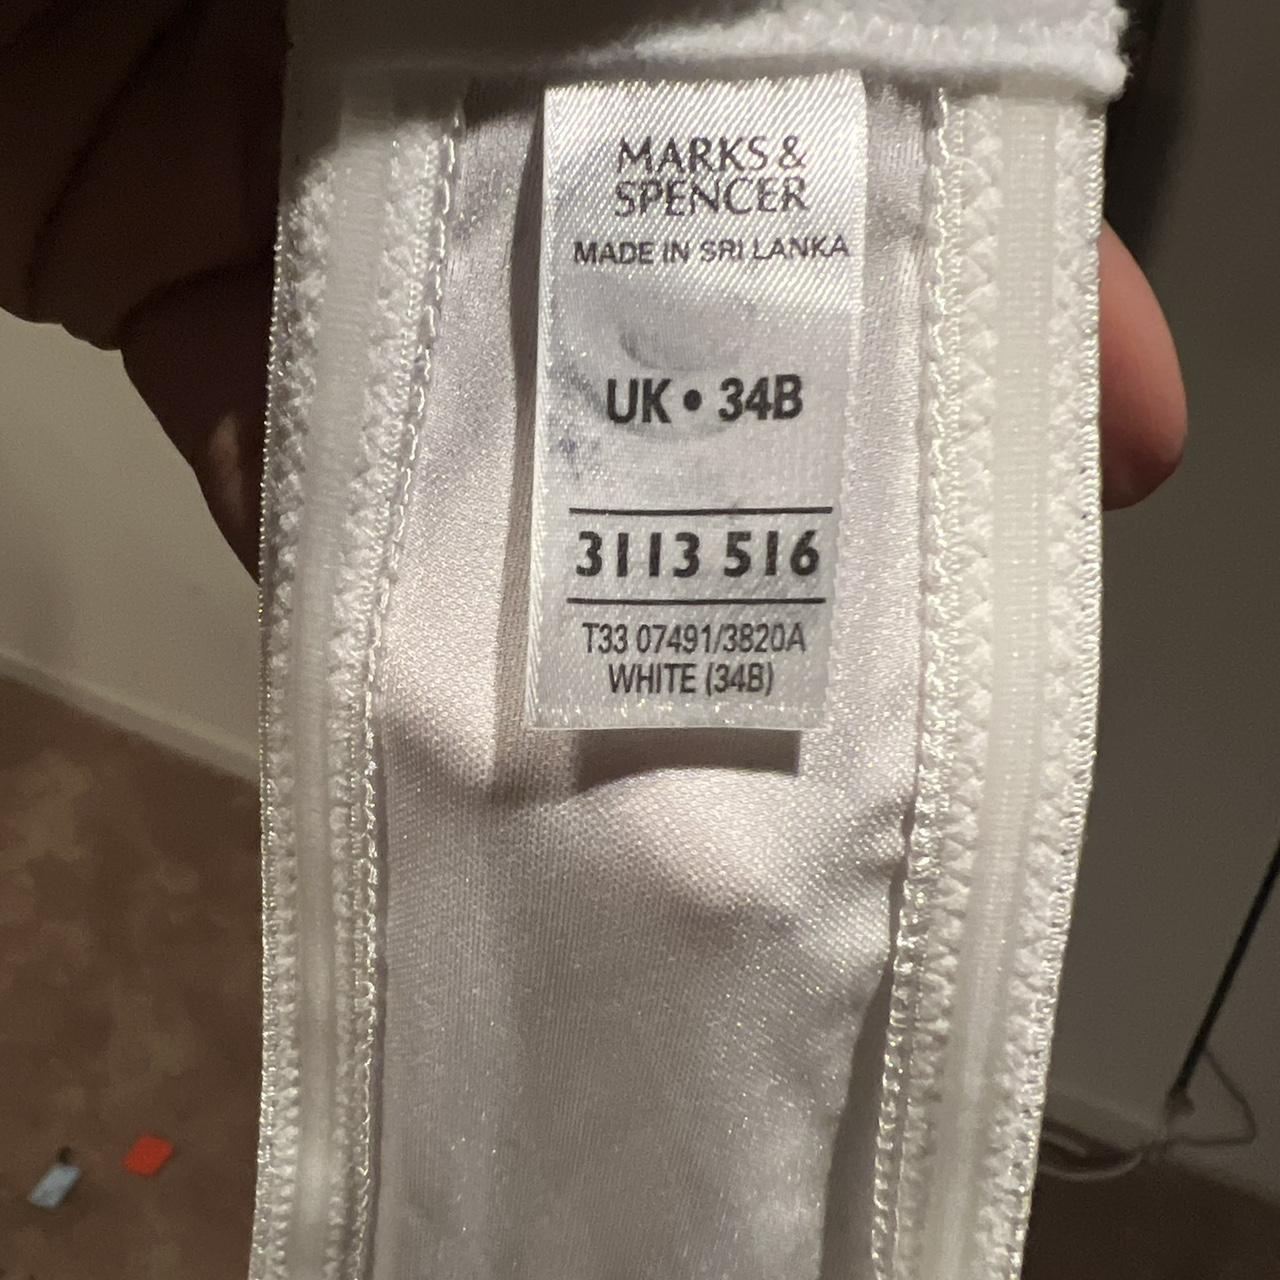 MARKS &
SPENCER
MADE IN SRI LANKA
UK • 34B
3113 516
T33 07491/3820A
WHITE (34B)